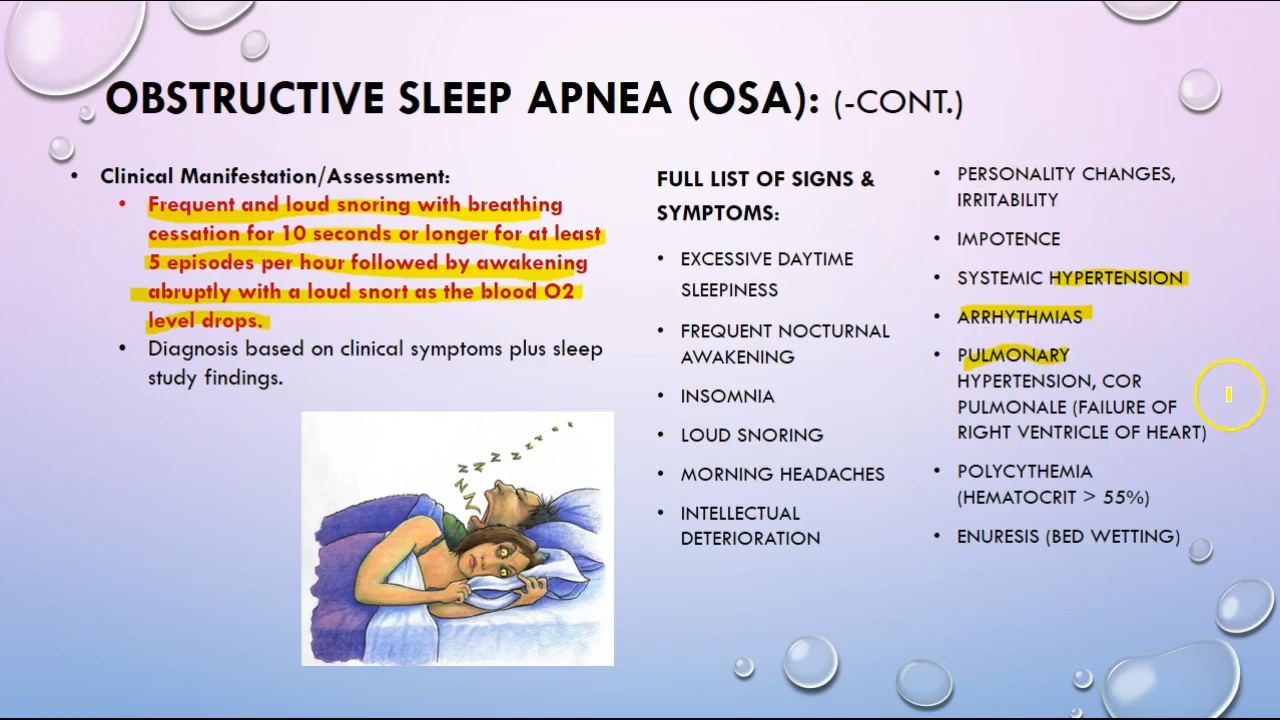 OBSTRUCTIVE SLEEP APNEA (OSA): (-CONT.)
• Clinical Manifestation/Assessment:
• Frequent and loud snoring with breathing
cessation for 10 seconds or longer for at least
5 episodes per hour followed by awakening
abruptly with a loud snort as the blood O2
level drops.
• Diagnosis based on clinical symptoms plus sleep
study findings.
Z Z Z Z Z Z Z Z Z Z
FULL LIST OF SIGNS &
SYMPTOMS:
• EXCESSIVE DAYTIME
SLEEPINESS
• FREQUENT NOCTURNAL
AWAKENING
• INSOMNIA
• LOUD SNORING
• MORNING HEADACHES
• INTELLECTUAL
DETERIORATION
• PERSONALITY CHANGES,
IRRITABILITY
• IMPOTENCE
• SYSTEMIC HYPERTENSION
• ARRHYTHMIAS
• PULMONARY
HYPERTENSION, COR
PULMONALE (FAILURE OF
RIGHT VENTRICLE OF HEART)
• POLYCYTHEMIA
(HEMATOCRIT > 55%)
• ENURESIS (BED WETTING)